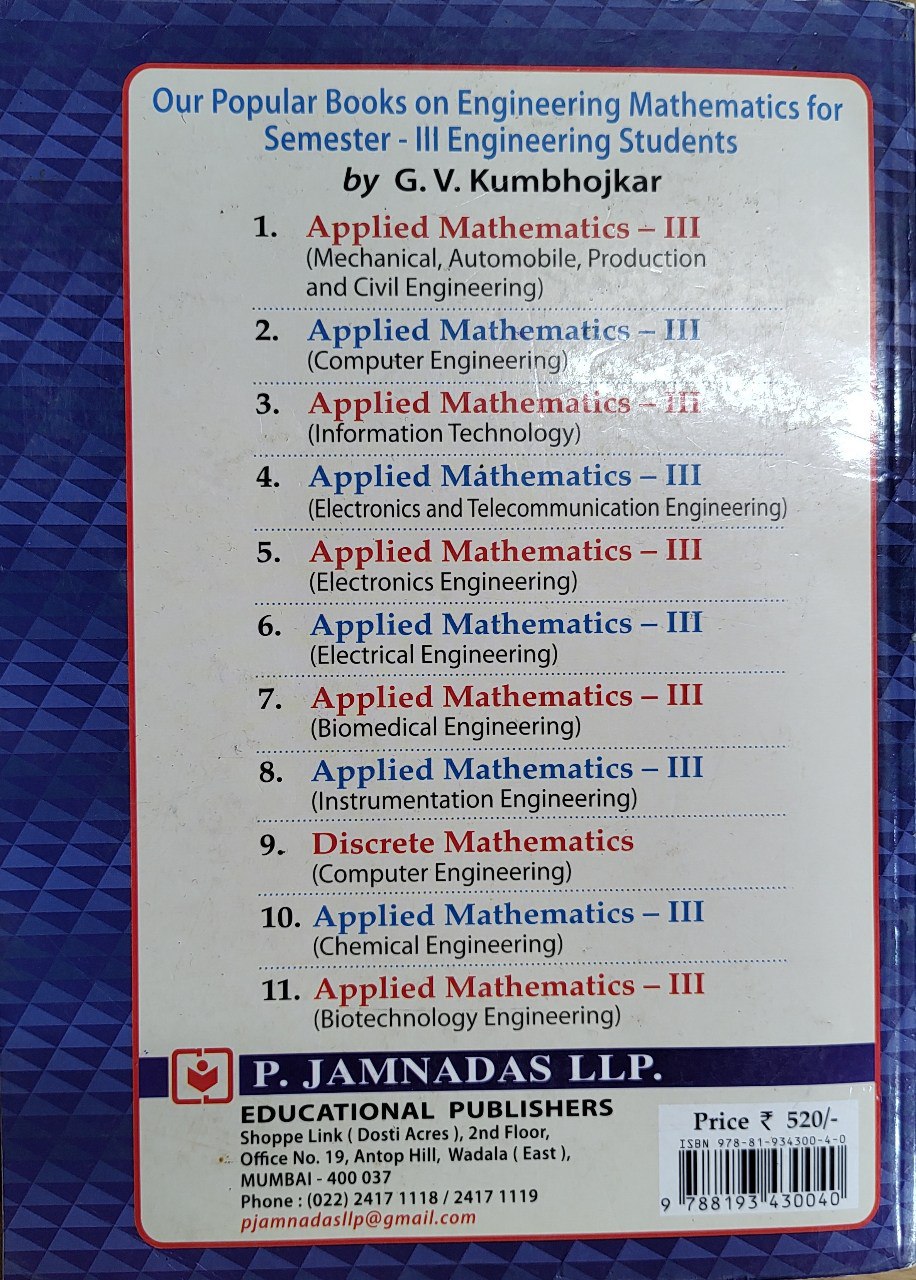 Our Popular Books on Engineering Mathematics for
Semester - III Engineering Students
by G. V. Kumbhojkar
1. Applied Mathematics – III
(Mechanical, Automobile, Production
and Civil Engineering)
2. Applied Mathematics – III
(Computer Engineering)
3. Applied Mathematics – III
(Information Technology)
4. Applied Mathematics – III
(Electronics and Telecommunication Engineering)
5. Applied Mathematics – III
(Electronics Engineering)
6. Applied Mathematics – III
(Electrical Engineering)
7. Applied Mathematics – III
(Biomedical Engineering)
8. Applied Mathematics – III
(Instrumentation Engineering)
9. Discrete Mathematics
(Computer Engineering)
10. Applied Mathematics – III
(Chemical Engineering)
11. Applied Mathematics – III
(Biotechnology Engineering)
P. JAMNADAS LLP.
EDUCATIONAL PUBLISHERS
Shoppe Link ( Dosti Acres ), 2nd Floor,
Office No. 19, Antop Hill, Wadala ( East ),
MUMBAI - 400 037
Phone : (022) 2417 1118 / 2417 1119
pjamnadasllp@gmail.com
Price ₹ 520/-
ISBN 978-81-934300-4-0
9 788193 430040